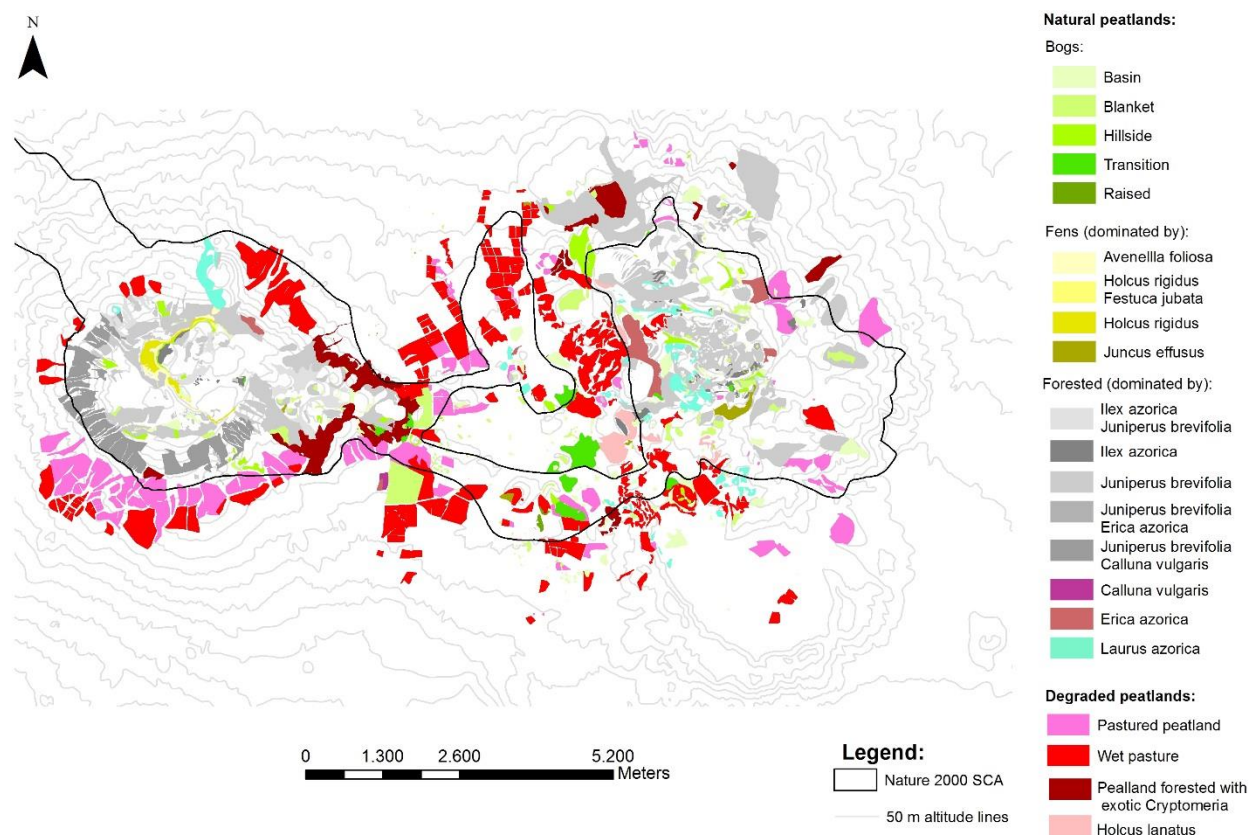 N
Natural peatlands:
Bogs:
Basin
Blanket
Hillside
Transition
Raised
Fens (dominated by):
Avenellla foliosa
Holcus rigidus
Festuca jubata
Holcus rigidus
Juncus effusus
Forested (dominated by):
Ilex azorica
Juniperus brevifolia
Ilex azorica
Juniperus brevifolia
Juniperus brevifolia
Erica azorica
Juniperus brevifolia
Calluna vulgaris
Calluna vulgaris
Erica azorica
Laurus azorica
Degraded peatlands:
Pastured peatland
Wet pasture
Pealland forested with
exotic Cryptomeria
Holcus lanatus
0 1.300 2.600 5.200
Meters
Legend:
Nature 2000 SCA
50 m altitude lines